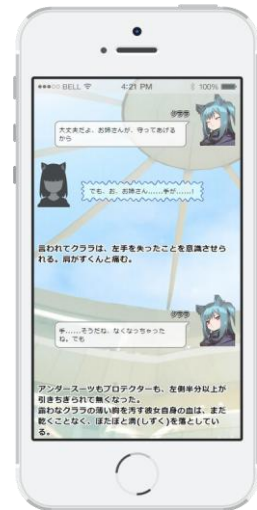 BELL 4:21 PM 100%
クララ
大丈夫だよ、お姉さんが、守ってあげる
から
でも、お、お姉さん……手が……!
言われてクララは、左手を失ったことを意識させら
れる。肩がずくんと痛む。
クララ
手……そうだね、なくなっちゃった
ね。でも
アンダースーツもプロテクターも、左側半分以上が
引きちぎられて無くなった。
露わなクララの薄い胸を汚す彼女自身の血は、まだ
乾くことなく、ぽたぽたと滴(しずく)を落としてい
る。